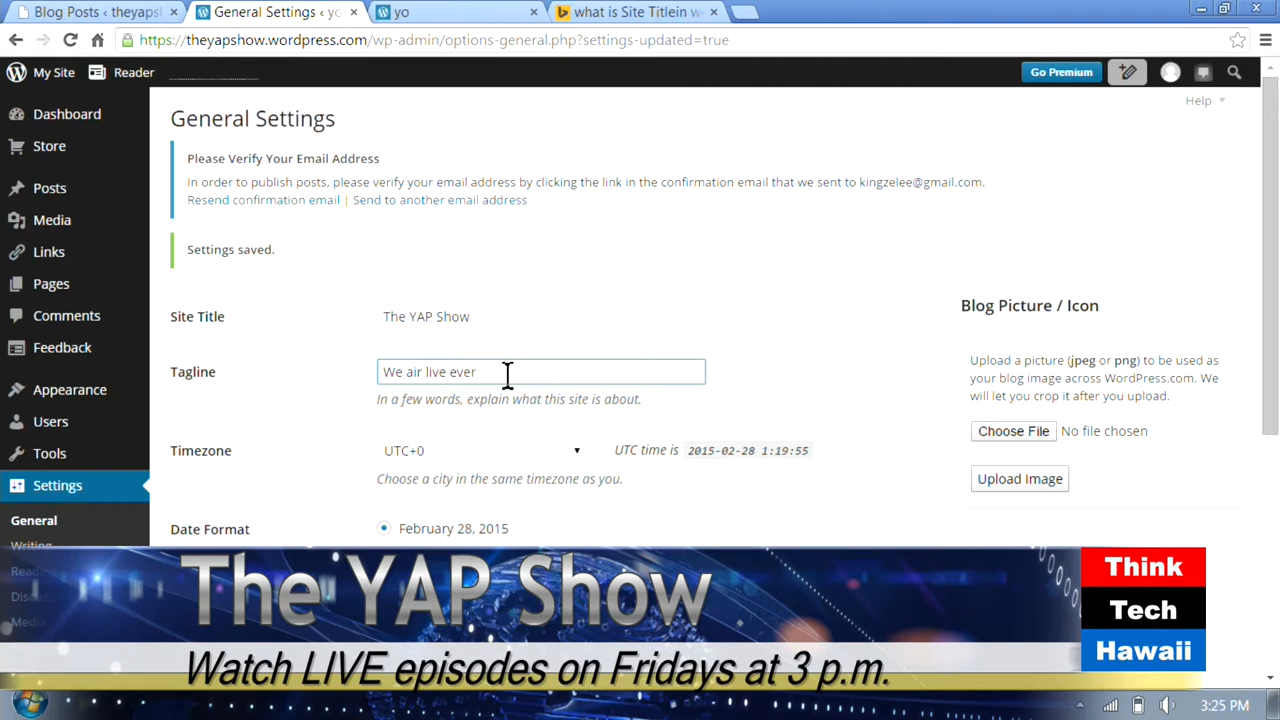 Blog Posts ‹ theyapsh
General Settings ‹ yo
yo
what is Site Titlein w
https://theyapshow.wordpress.com/wp-admin/options-general.php?settings-updated=true
My Site
Reader
Go Premium
Help
Dashboard
Store
Posts
Media
Links
Pages
Comments
Feedback
Appearance
Users
Tools
Settings
General
Writing
General Settings
Please Verify Your Email Address
In order to publish posts, please verify your email address by clicking the link in the confirmation email that we sent to kingzelee@gmail.com.
Resend confirmation email | Send to another email address
Settings saved.
Site Title The YAP Show
Tagline We air live ever
In a few words, explain what this site is about.
Timezone UTC+0 UTC time is 2015-02-28 1:19:55
Choose a city in the same timezone as you.
Date Format February 28, 2015
Blog Picture / Icon
Upload a picture (jpeg or png) to be used as
your blog image across WordPress.com. We
will let you crop it after you upload.
Choose File No file chosen
Upload Image
The YAP Show
Watch LIVE episodes on Fridays at 3 p.m.
Think
Tech
Hawaii
3:25 PM